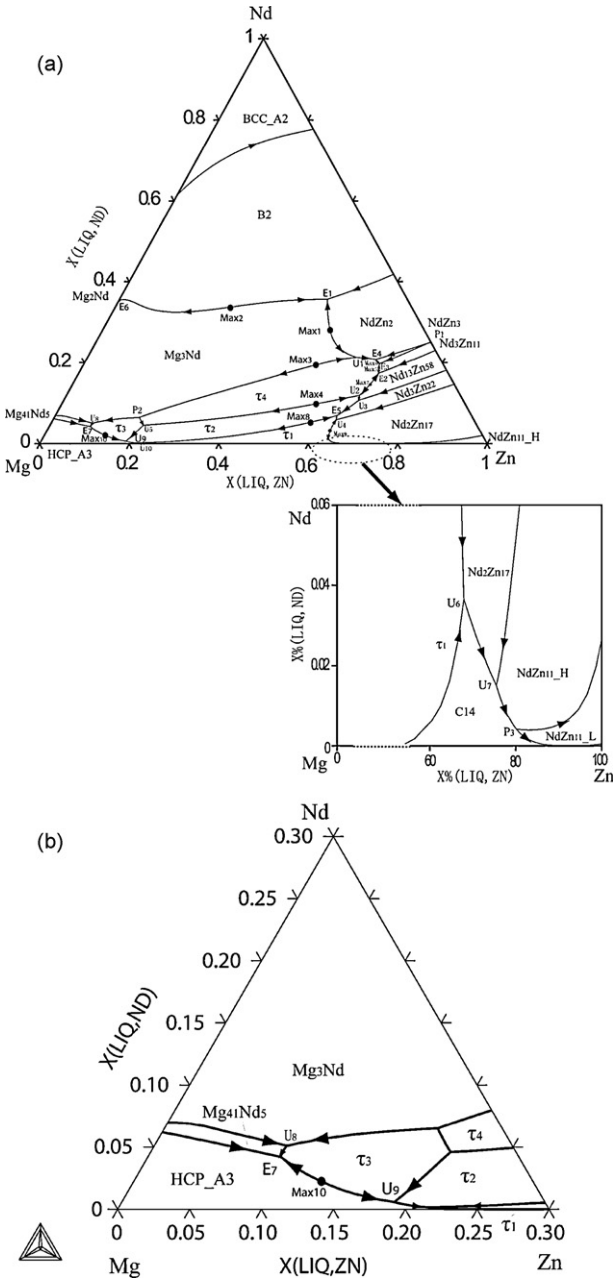 Nd
1
(a)
0.8
BCC_A2
0.6
X(LIQ,ND)
B2
0.4
Mg2Nd
E6
Max2
E1
Max1
NdZn2
NdZn3
P1
Nd3Zn11
Mg3Nd
0.2
Max3
U1
E4
E3
E2
Nd13Zn58
Max4
U2
Nd3Zn22
τ4
Mg41Nd5
U8
P2
τ3
U5
τ2
Max8
E5
U3
U4
Nd2Zn17
E7
Max10
U9
U10
τ1
NdZn11_H
0
HCP_A3
Mg
0
0.2
0.4
0.6
0.8
1
Zn
X(LIQ,ZN)
Nd
0.06
0.04
0.02
0
X%(LIQ,ND)
Nd2Zn17
U6
τ1
U7
NdZn11_H
C14
P3
NdZn11_L
Mg
60
80
100
Zn
X%(LIQ,ZN)
(b)
Nd
0.30
0.25
0.20
0.15
X(LIQ,ND)
0.10
Mg3Nd
Mg41Nd5
U8
0.05
τ4
E7
τ3
τ2
HCP_A3
Max10
U9
0
τ1
0
0.05
0.10
0.15
0.20
0.25
0.30
Mg
X(LIQ,ZN)
Zn